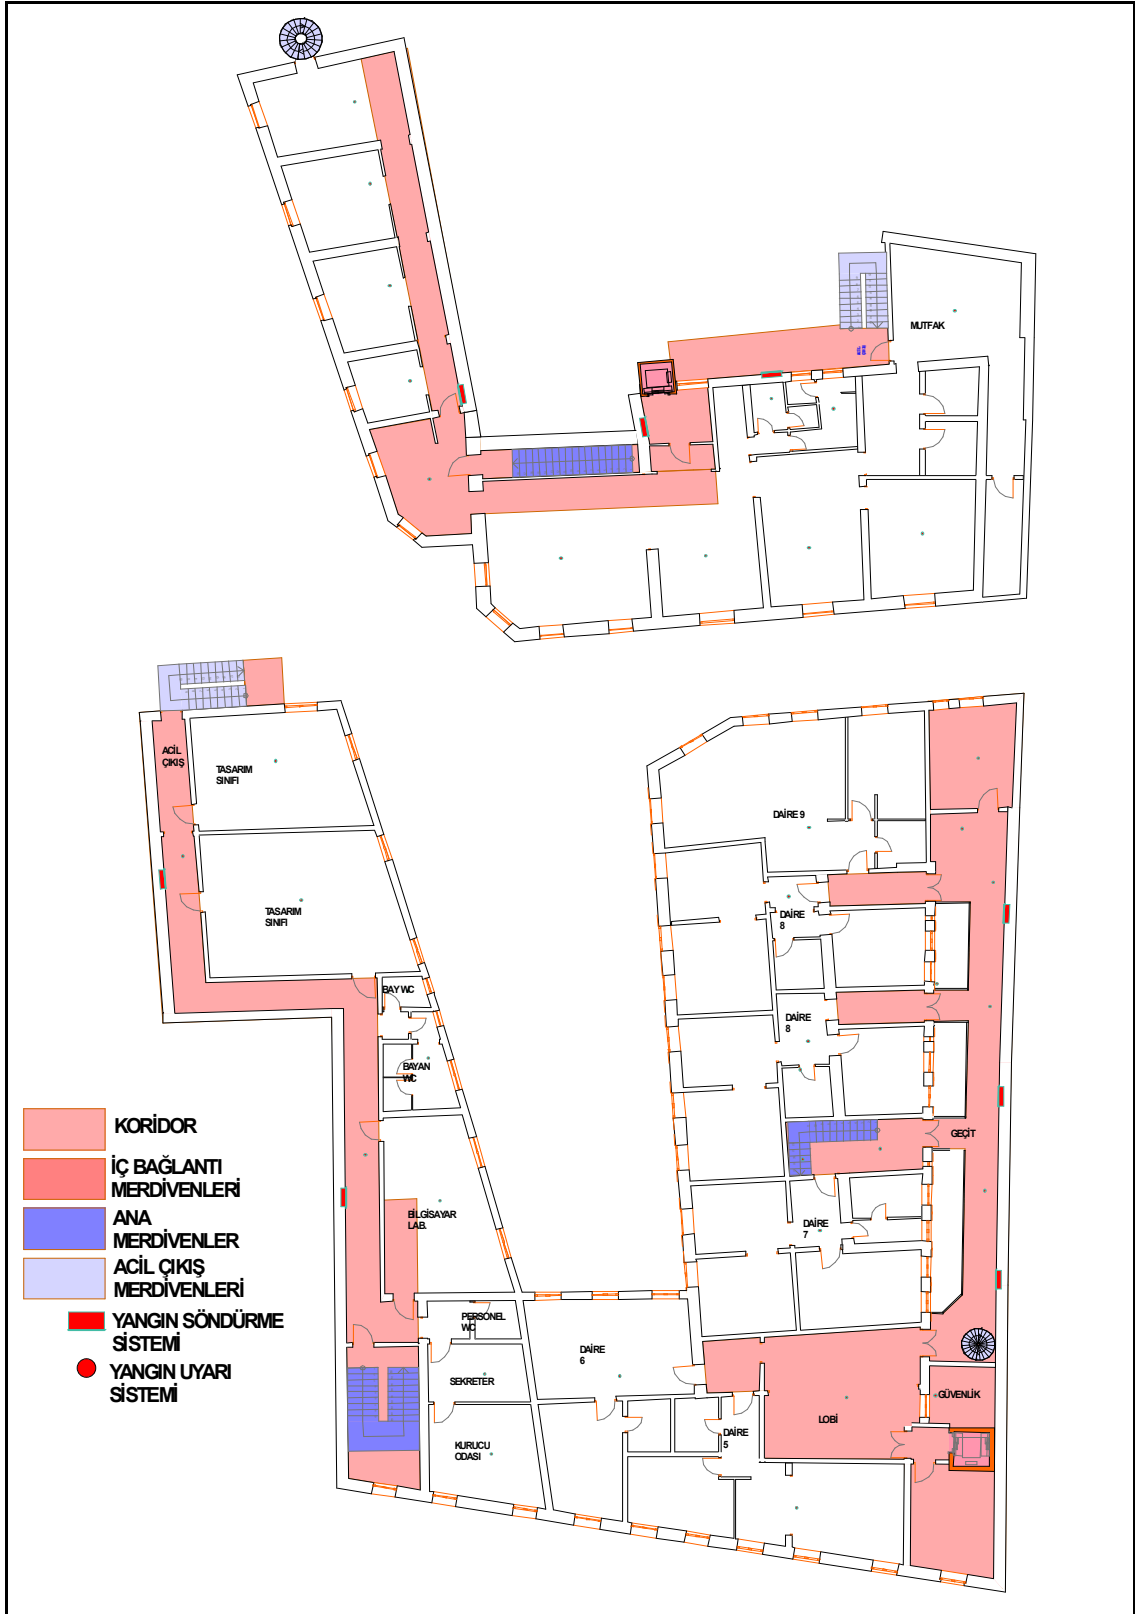 MUTFAK
ACİL
ÇIKIŞ
TASARIM
SINIFI
TASARIM
SINIFI
BAY WC
BAYAN
WC
BİLGİSAYAR
LAB.
PERSONEL
WC
SEKRETER
KURUCU
ODASI
DAİRE
6
DAİRE
5
LOBİ
GÜVENLİK
DAİRE 9
DAİRE
8
DAİRE
8
GEÇİT
DAİRE
7
KORİDOR
İÇ BAĞLANTI
MERDİVENLERİ
ANA
MERDİVENLER
ACİL ÇIKIŞ
MERDİVENLERİ
YANGIN SÖNDÜRME
SİSTEMİ
YANGIN UYARI
SİSTEMİ